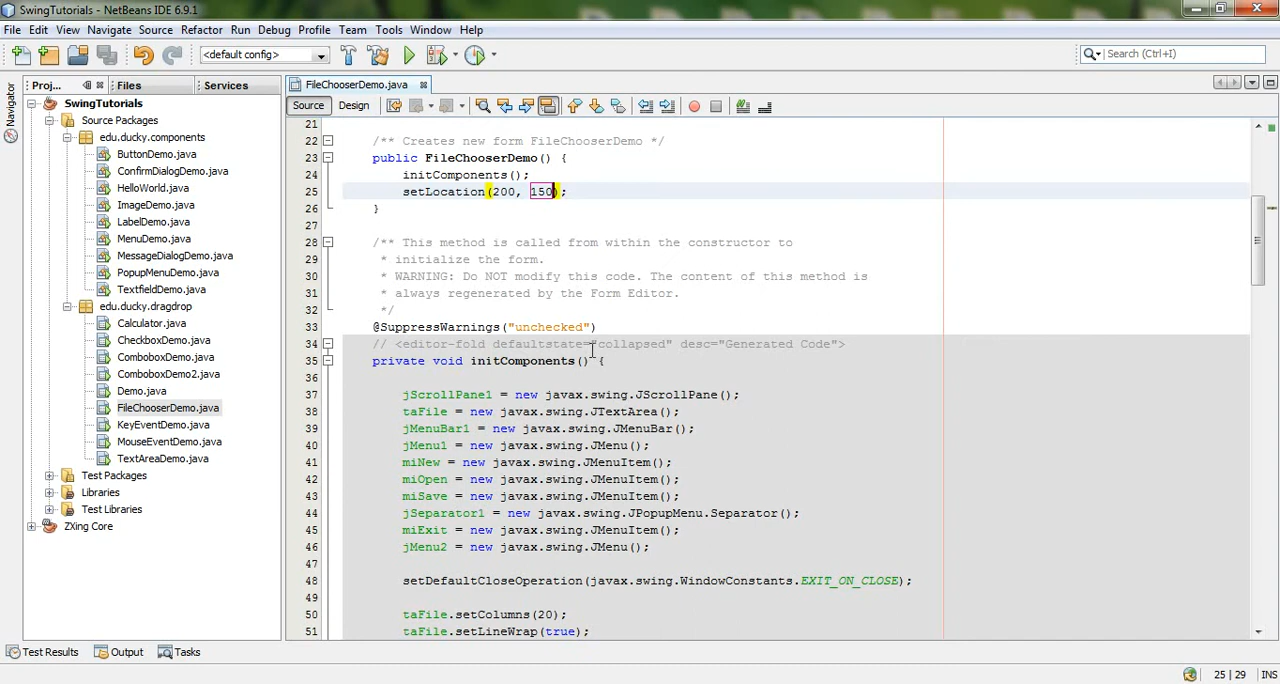 SwingTutorials - NetBeans IDE 6.9.1
File Edit View Navigate Source Refactor Run Debug Profile Team Tools Window Help
<default config>
Search (Ctrl+I)
Navigator
Proj...
Files
Services
SwingTutorials
Source Packages
edu.ducky.components
ButtonDemo.java
ConfirmDialogDemo.java
HelloWorld.java
ImageDemo.java
LabelDemo.java
MenuDemo.java
MessageDialogDemo.java
PopupMenuDemo.java
TextfieldDemo.java
edu.ducky.dragdrop
Calculator.java
CheckboxDemo.java
ComboboxDemo.java
ComboboxDemo2.java
Demo.java
FileChooserDemo.java
KeyEventDemo.java
MouseEventDemo.java
TextAreaDemo.java
Test Packages
Libraries
Test Libraries
ZXing Core
FileChooserDemo.java
Source
Design
21
22 /** Creates new form FileChooserDemo */
23 public FileChooserDemo() {
24 initComponents();
25 setLocation(200, 150);
26 }
27
28 /** This method is called from within the constructor to
29 * initialize the form.
30 * WARNING: Do NOT modify this code. The content of this method is
31 * always regenerated by the Form Editor.
32 */
33 @SuppressWarnings("unchecked")
34 // <editor-fold defaultstate="collapsed" desc="Generated Code">
35 private void initComponents() {
36
37 jScrollPane1 = new javax.swing.JScrollPane();
38 taFile = new javax.swing.JTextArea();
39 jMenuBar1 = new javax.swing.JMenuBar();
40 jMenu1 = new javax.swing.JMenu();
41 miNew = new javax.swing.JMenuItem();
42 miOpen = new javax.swing.JMenuItem();
43 miSave = new javax.swing.JMenuItem();
44 jSeparator1 = new javax.swing.JPopupMenu.Separator();
45 miExit = new javax.swing.JMenuItem();
46 jMenu2 = new javax.swing.JMenu();
47
48 setDefaultCloseOperation(javax.swing.WindowConstants.EXIT_ON_CLOSE);
49
50 taFile.setColumns(20);
51 taFile.setLineWrap(true);
Test Results
Output
Tasks
25 | 29
INS